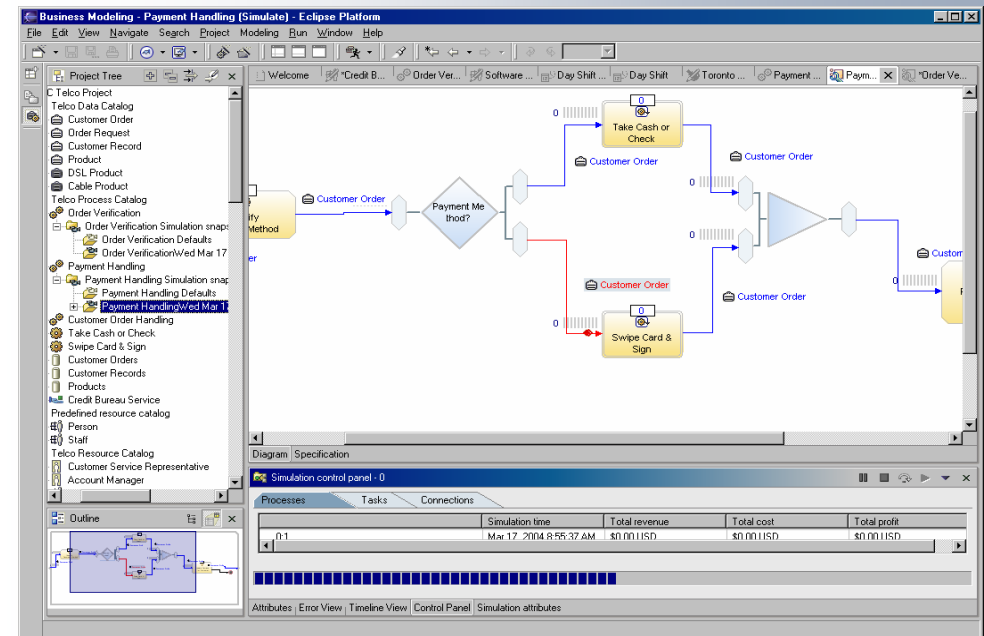 Business Modeling - Payment Handling (Simulate) - Eclipse Platform
File Edit View Navigate Search Project Modeling Run Window Help
Project Tree
Welcome
*Credit B...
Order Ver...
Software ...
Day Shift ...
Day Shift
Toronto ...
Payment ...
Paym...
*Order Ve...
C Telco Project
Telco Data Catalog
Customer Order
Order Request
Customer Record
Product
DSL Product
Cable Product
Telco Process Catalog
Order Verification
Order Verification Simulation snap
Order Verification Defaults
Order VerificationWed Mar 17
Payment Handling
Payment Handling Simulation snap
Payment Handling Defaults
Payment HandlingWed Mar 1
Customer Order Handling
Take Cash or Check
Swipe Card & Sign
Customer Orders
Customer Records
Products
Credit Bureau Service
Predefined resource catalog
Person
Staff
Telco Resource Catalog
Customer Service Representative
Account Manager
Outline
0
0
Take Cash or
Check
Customer Order
Customer Order
0
Customer Order
Payment Me
thod?
ify
Method
er
0
Custom
0
Customer Order
Customer Order
0
0
Swipe Card &
Sign
Diagram Specification
Simulation control panel - 0
Processes Tasks Connections
Simulation time Total revenue Total cost Total profit
0:1 Mar 17, 2004 8:55:37 AM $0.00 USD $0.00 USD $0.00 USD
Attributes Error View Timeline View Control Panel Simulation attributes